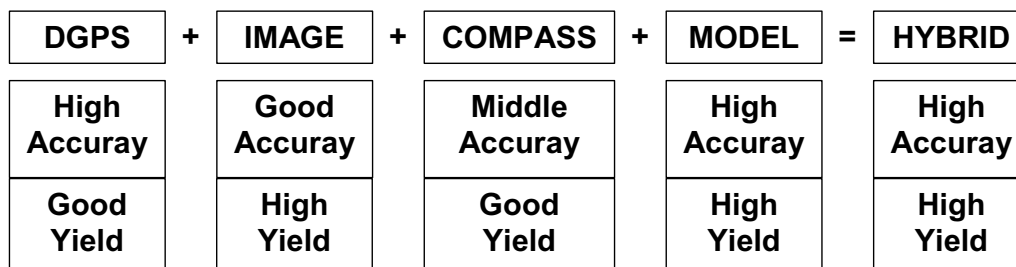 DGPS + IMAGE + COMPASS + MODEL = HYBRID
High Good Middle High High
Accuray Accuray Accuray Accuray Accuray
Good High Good High High
Yield Yield Yield Yield Yield